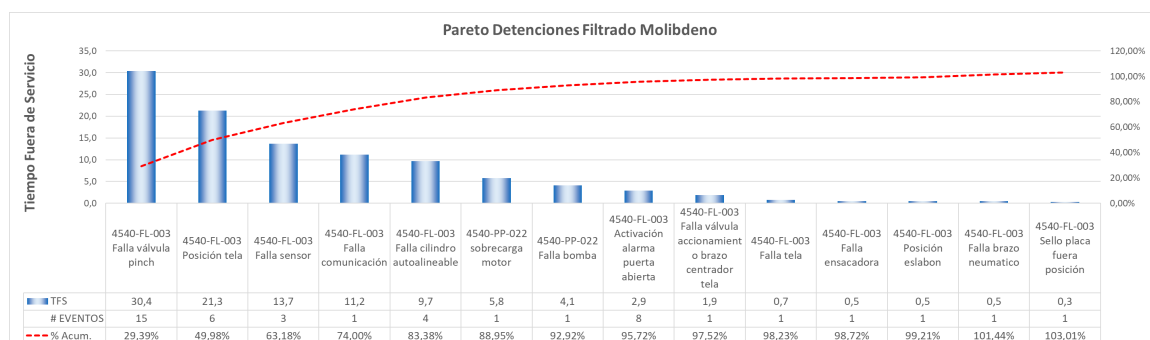 Pareto Detenciones Filtrado Molibdeno
Tiempo Fuera de Servicio
35,0
30,0
25,0
20,0
15,0
10,0
5,0
0,0
120,00%
100,00%
80,00%
60,00%
40,00%
20,00%
0,00%
4540-FL-003 Falla válvula pinch
4540-FL-003 Posición tela
4540-FL-003 Falla sensor
4540-FL-003 Falla comunicación
4540-FL-003 Falla cilindro autoalineable
4540-PP-022 sobrecarga motor
4540-PP-022 Falla bomba
4540-FL-003 Activación alarma puerta abierta
4540-FL-003 Falla válvula accionamient o brazo centrador tela
4540-FL-003 Falla tela
4540-FL-003 Falla ensacadora
4540-FL-003 Posición eslabon
4540-FL-003 Falla brazo neumatico
4540-FL-003 Sello placa fuera posición
TFS 30,4 21,3 13,7 11,2 9,7 5,8 4,1 2,9 1,9 0,7 0,5 0,5 0,5 0,3
# EVENTOS 15 6 3 1 4 1 1 8 1 1 1 1 1 1
% Acum. 29,39% 49,98% 63,18% 74,00% 83,38% 88,95% 92,92% 95,72% 97,52% 98,23% 98,72% 99,21% 101,44% 103,01%